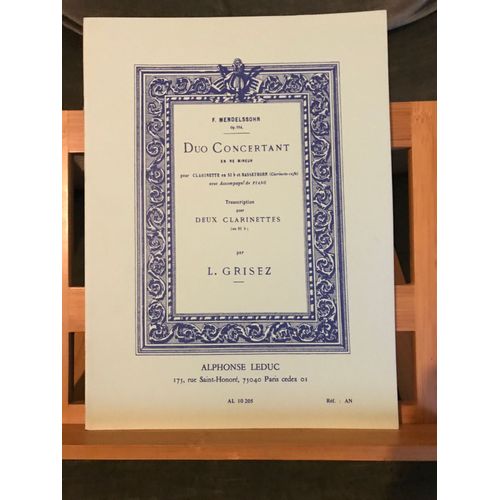 F. MENDELSSOHN
Op. 114.
DUO CONCERTANT
EN RÉ MINEUR
pour CLARINETTE en SI b et BASSETHORN (Clarinette-alto)
avec Accompagt de PIANO
Transcription
pour
DEUX CLARINETTES
(en SI b)
par
L. GRISEZ
ALPHONSE LEDUC
175, rue Saint-Honoré, 75040 Paris cedex 01
AL 10 205 Réf. : AN